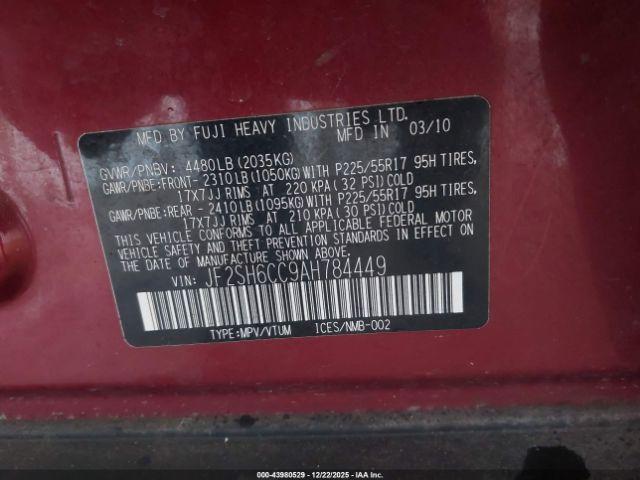 MFD. BY FUJI HEAVY INDUSTRIES LTD.
MFD. IN 03/10
GVWR/PNBV: 4480LB(2035KG)
GAWR/PNBE:FRONT- 2310LB(1050KG)WITH P225/55R17 95H TIRES,
17X7JJ RIMS AT 220 KPA(32 PSI)COLD
GAWR/PNBE:REAR - 2410LB(1095KG)WITH P225/55R17 95H TIRES,
17X7JJ RIMS AT 210 KPA(30 PSI)COLD
THIS VEHICLE CONFORMS TO ALL APPLICABLE FEDERAL MOTOR
VEHICLE SAFETY AND THEFT PREVENTION STANDARDS IN EFFECT ON
THE DATE OF MANUFACTURE SHOWN ABOVE.
VIN: JF2SH6CC9AH784449
TYPE:MPV/VTUM ICES/NMB-002
000-43980529 - 12/22/2025 - IAAI.com